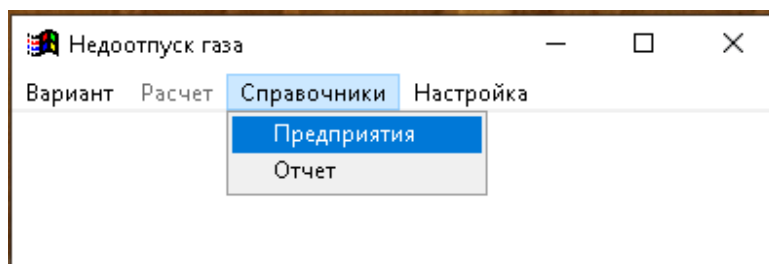 Недоотпуск газа
Вариант Расчет Справочники Настройка
Предприятия
Отчет